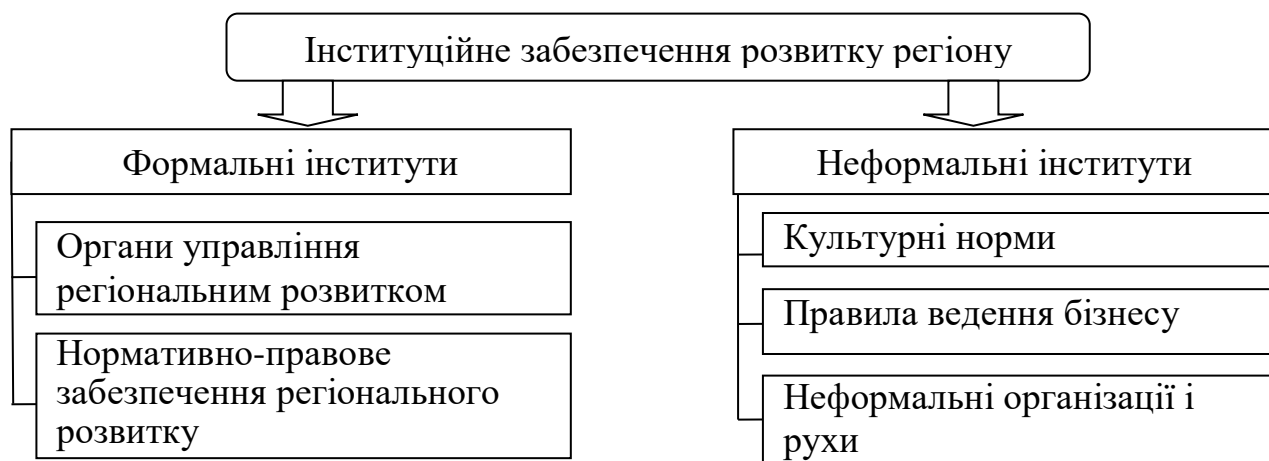 Інституційне забезпечення розвитку регіону
Формальні інститути
Органи управління
регіональним розвитком
Нормативно-правове
забезпечення регіонального
розвитку
Неформальні інститути
Культурні норми
Правила ведення бізнесу
Неформальні організації і
рухи